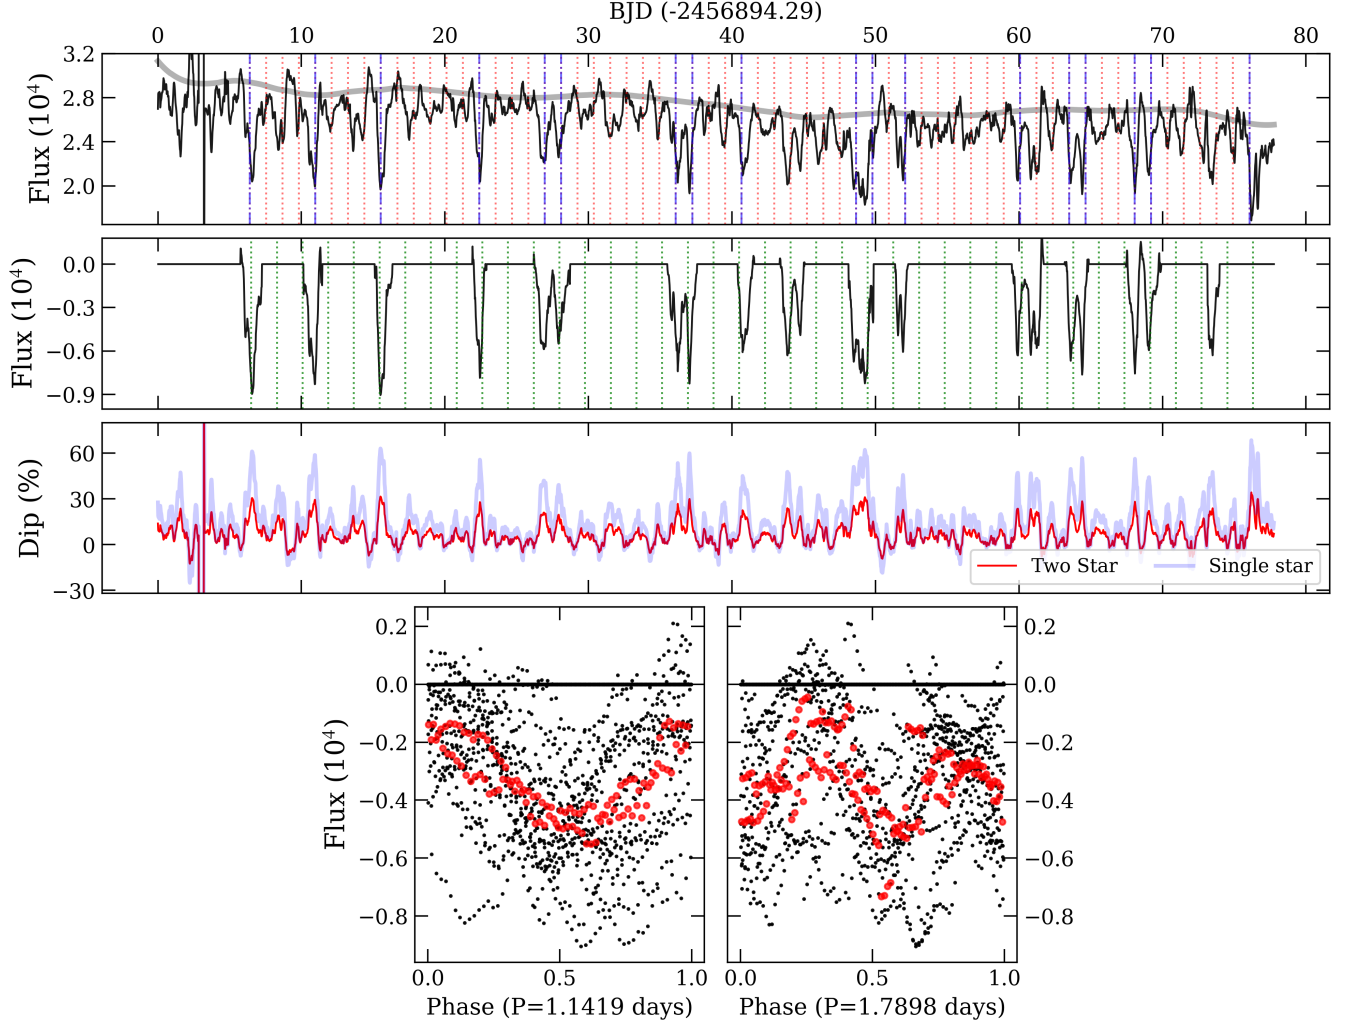 BJD (-2456894.29)
0 10 20 30 40 50 60 70 80
3.2
2.8
2.4
2.0
Flux (10⁴)
0.0
−0.3
−0.6
−0.9
Flux (10⁴)
60
30
0
−30
Dip (%)
Two Star Single star
0.2 0.2
0.0 0.0
−0.2 −0.2
−0.4 −0.4
−0.6 −0.6
−0.8 −0.8
Flux (10⁴)
0.0 0.5 1.0 0.0 0.5 1.0
Phase (P=1.1419 days) Phase (P=1.7898 days)